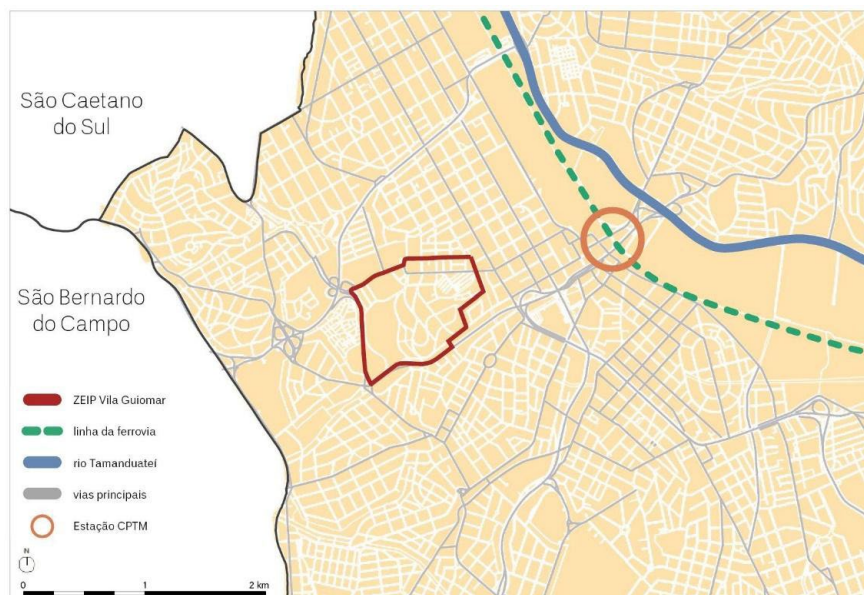 São Caetano
do Sul
São Bernardo
do Campo
ZEIP Vila Guiomar
linha da ferrovia
rio Tamanduateí
vias principais
Estação CPTM
N
0 1 2 km